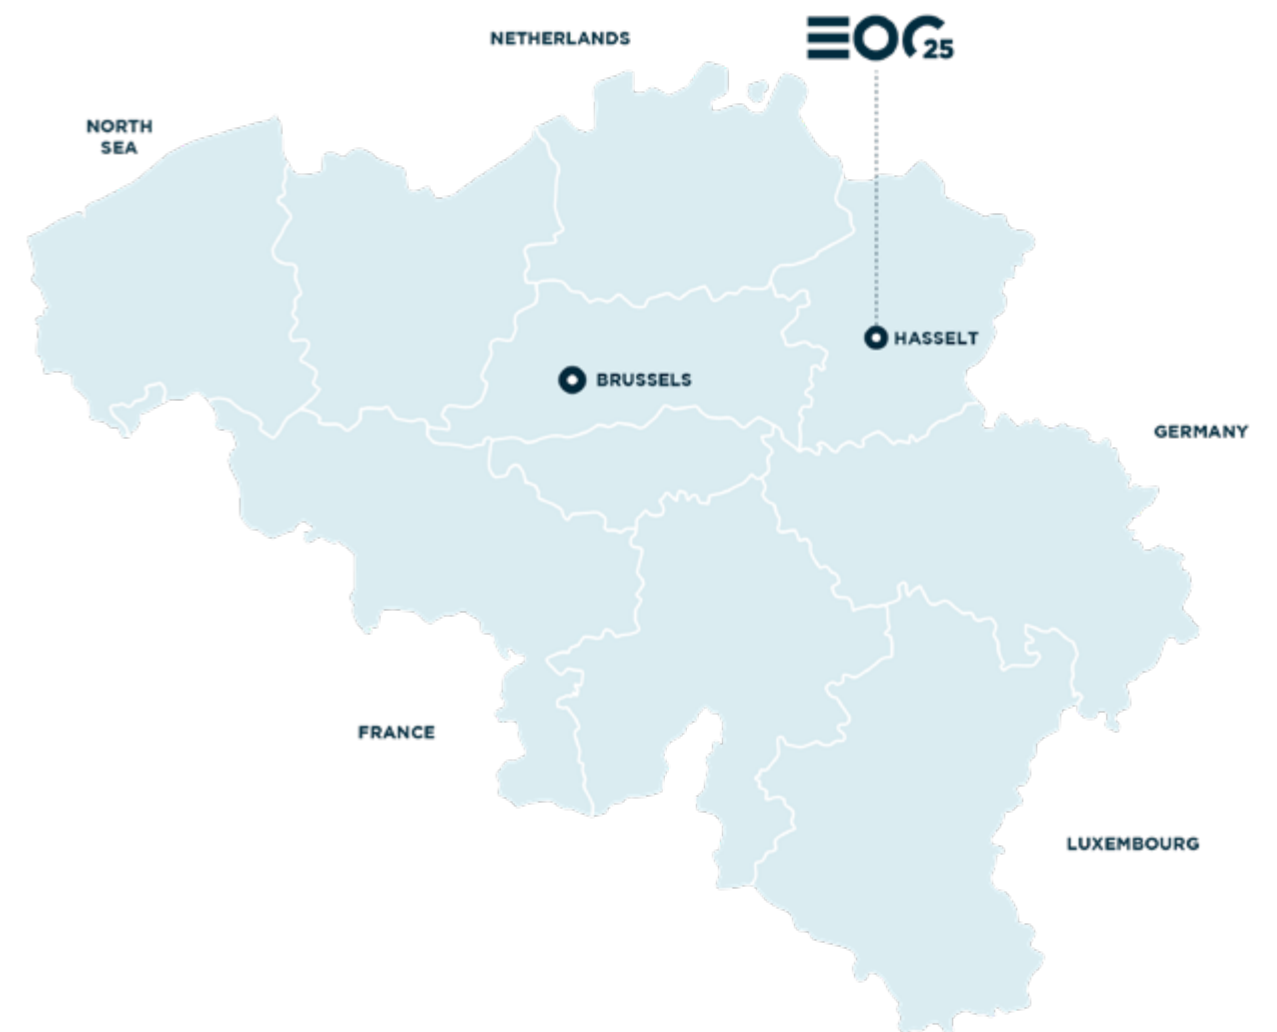 NETHERLANDS
EOC25
NORTH
SEA
HASSELT
BRUSSELS
GERMANY
FRANCE
LUXEMBOURG